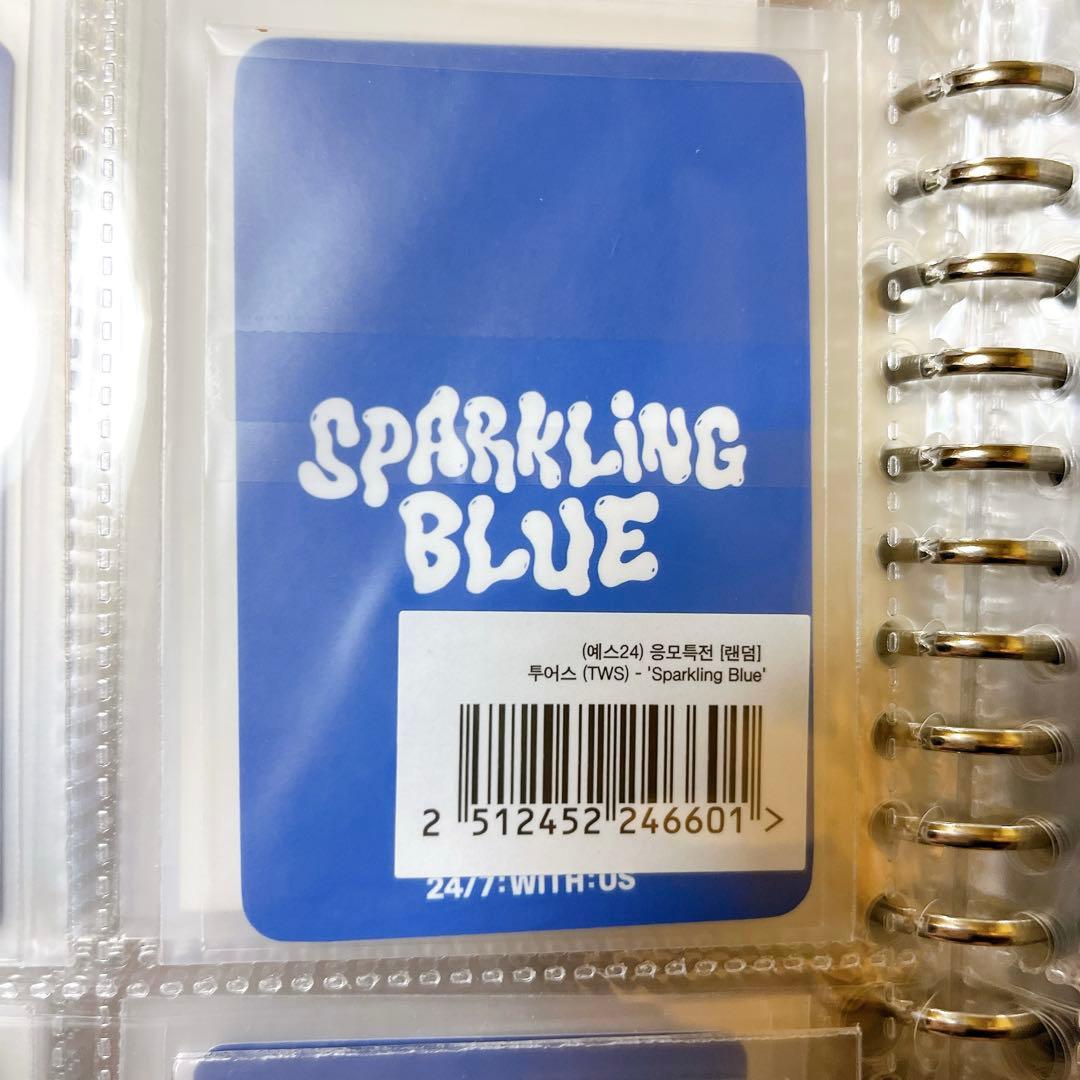 SPARKLiNG
BLUE
(예스24) 응모특전 [랜덤]
투어스 (TWS) - 'Sparkling Blue'
2 512452 246601 >
24/7:WITH:US